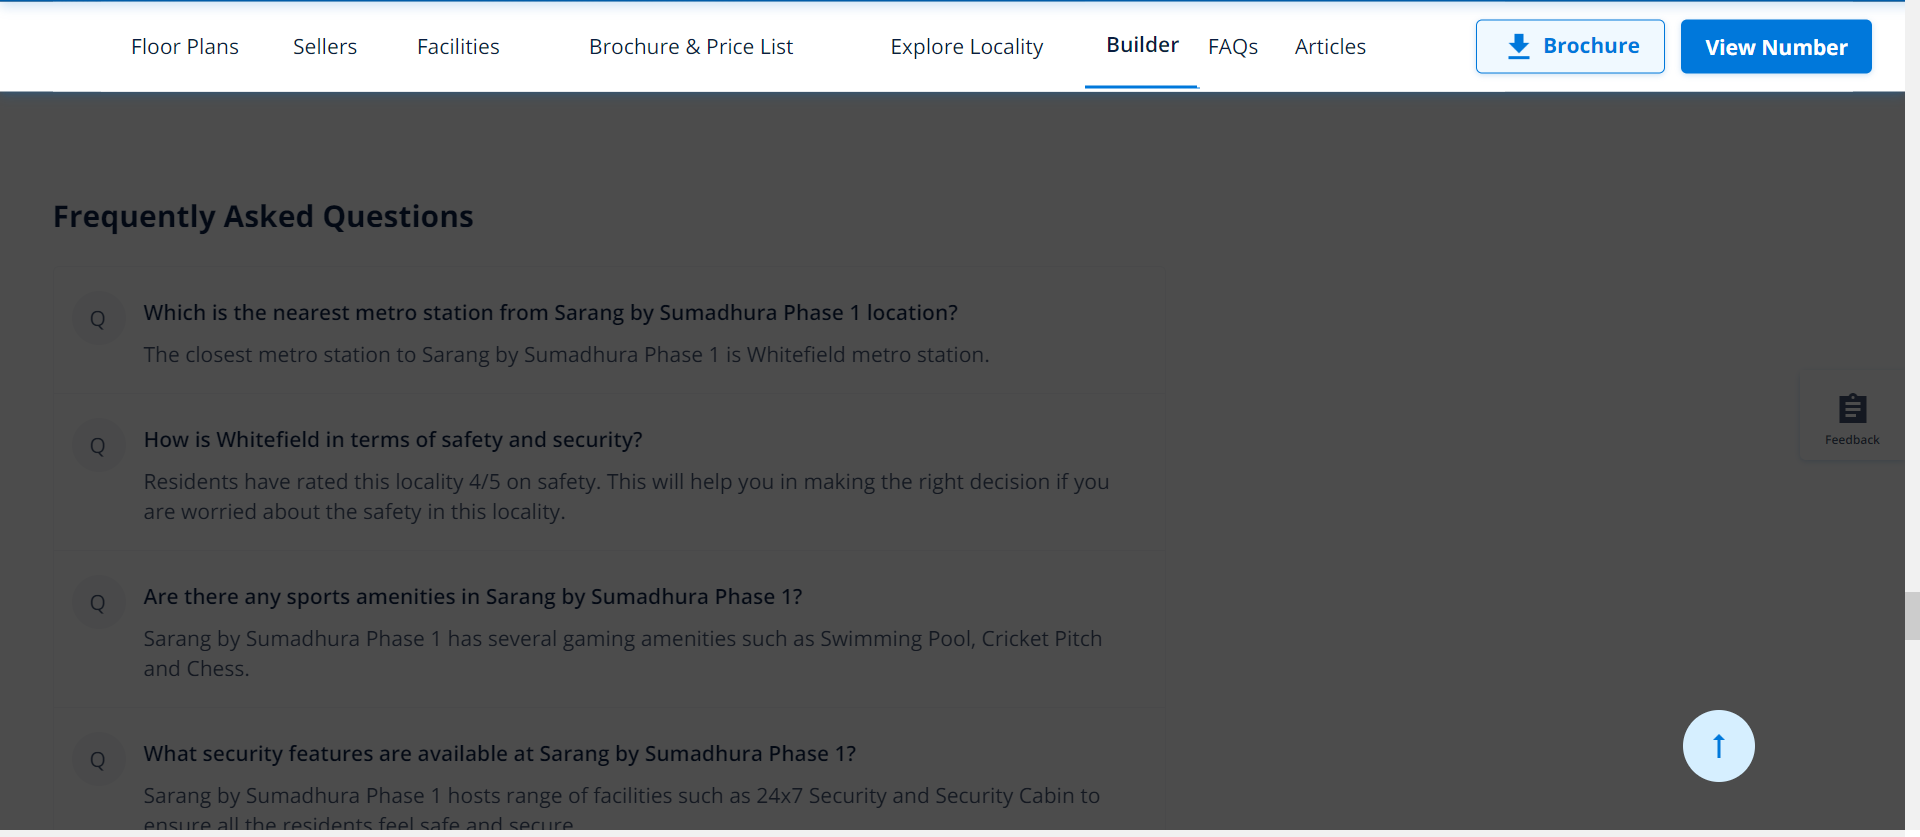 Floor Plans Sellers Facilities Brochure & Price List Explore Locality Builder FAQs Articles Brochure View Number
Frequently Asked Questions
Q Which is the nearest metro station from Sarang by Sumadhura Phase 1 location?
The closest metro station to Sarang by Sumadhura Phase 1 is Whitefield metro station.
Q How is Whitefield in terms of safety and security?
Residents have rated this locality 4/5 on safety. This will help you in making the right decision if you
are worried about the safety in this locality.
Feedback
Q Are there any sports amenities in Sarang by Sumadhura Phase 1?
Sarang by Sumadhura Phase 1 has several gaming amenities such as Swimming Pool, Cricket Pitch
and Chess.
Q What security features are available at Sarang by Sumadhura Phase 1?
Sarang by Sumadhura Phase 1 hosts range of facilities such as 24x7 Security and Security Cabin to
ensure all the residents feel safe and secure